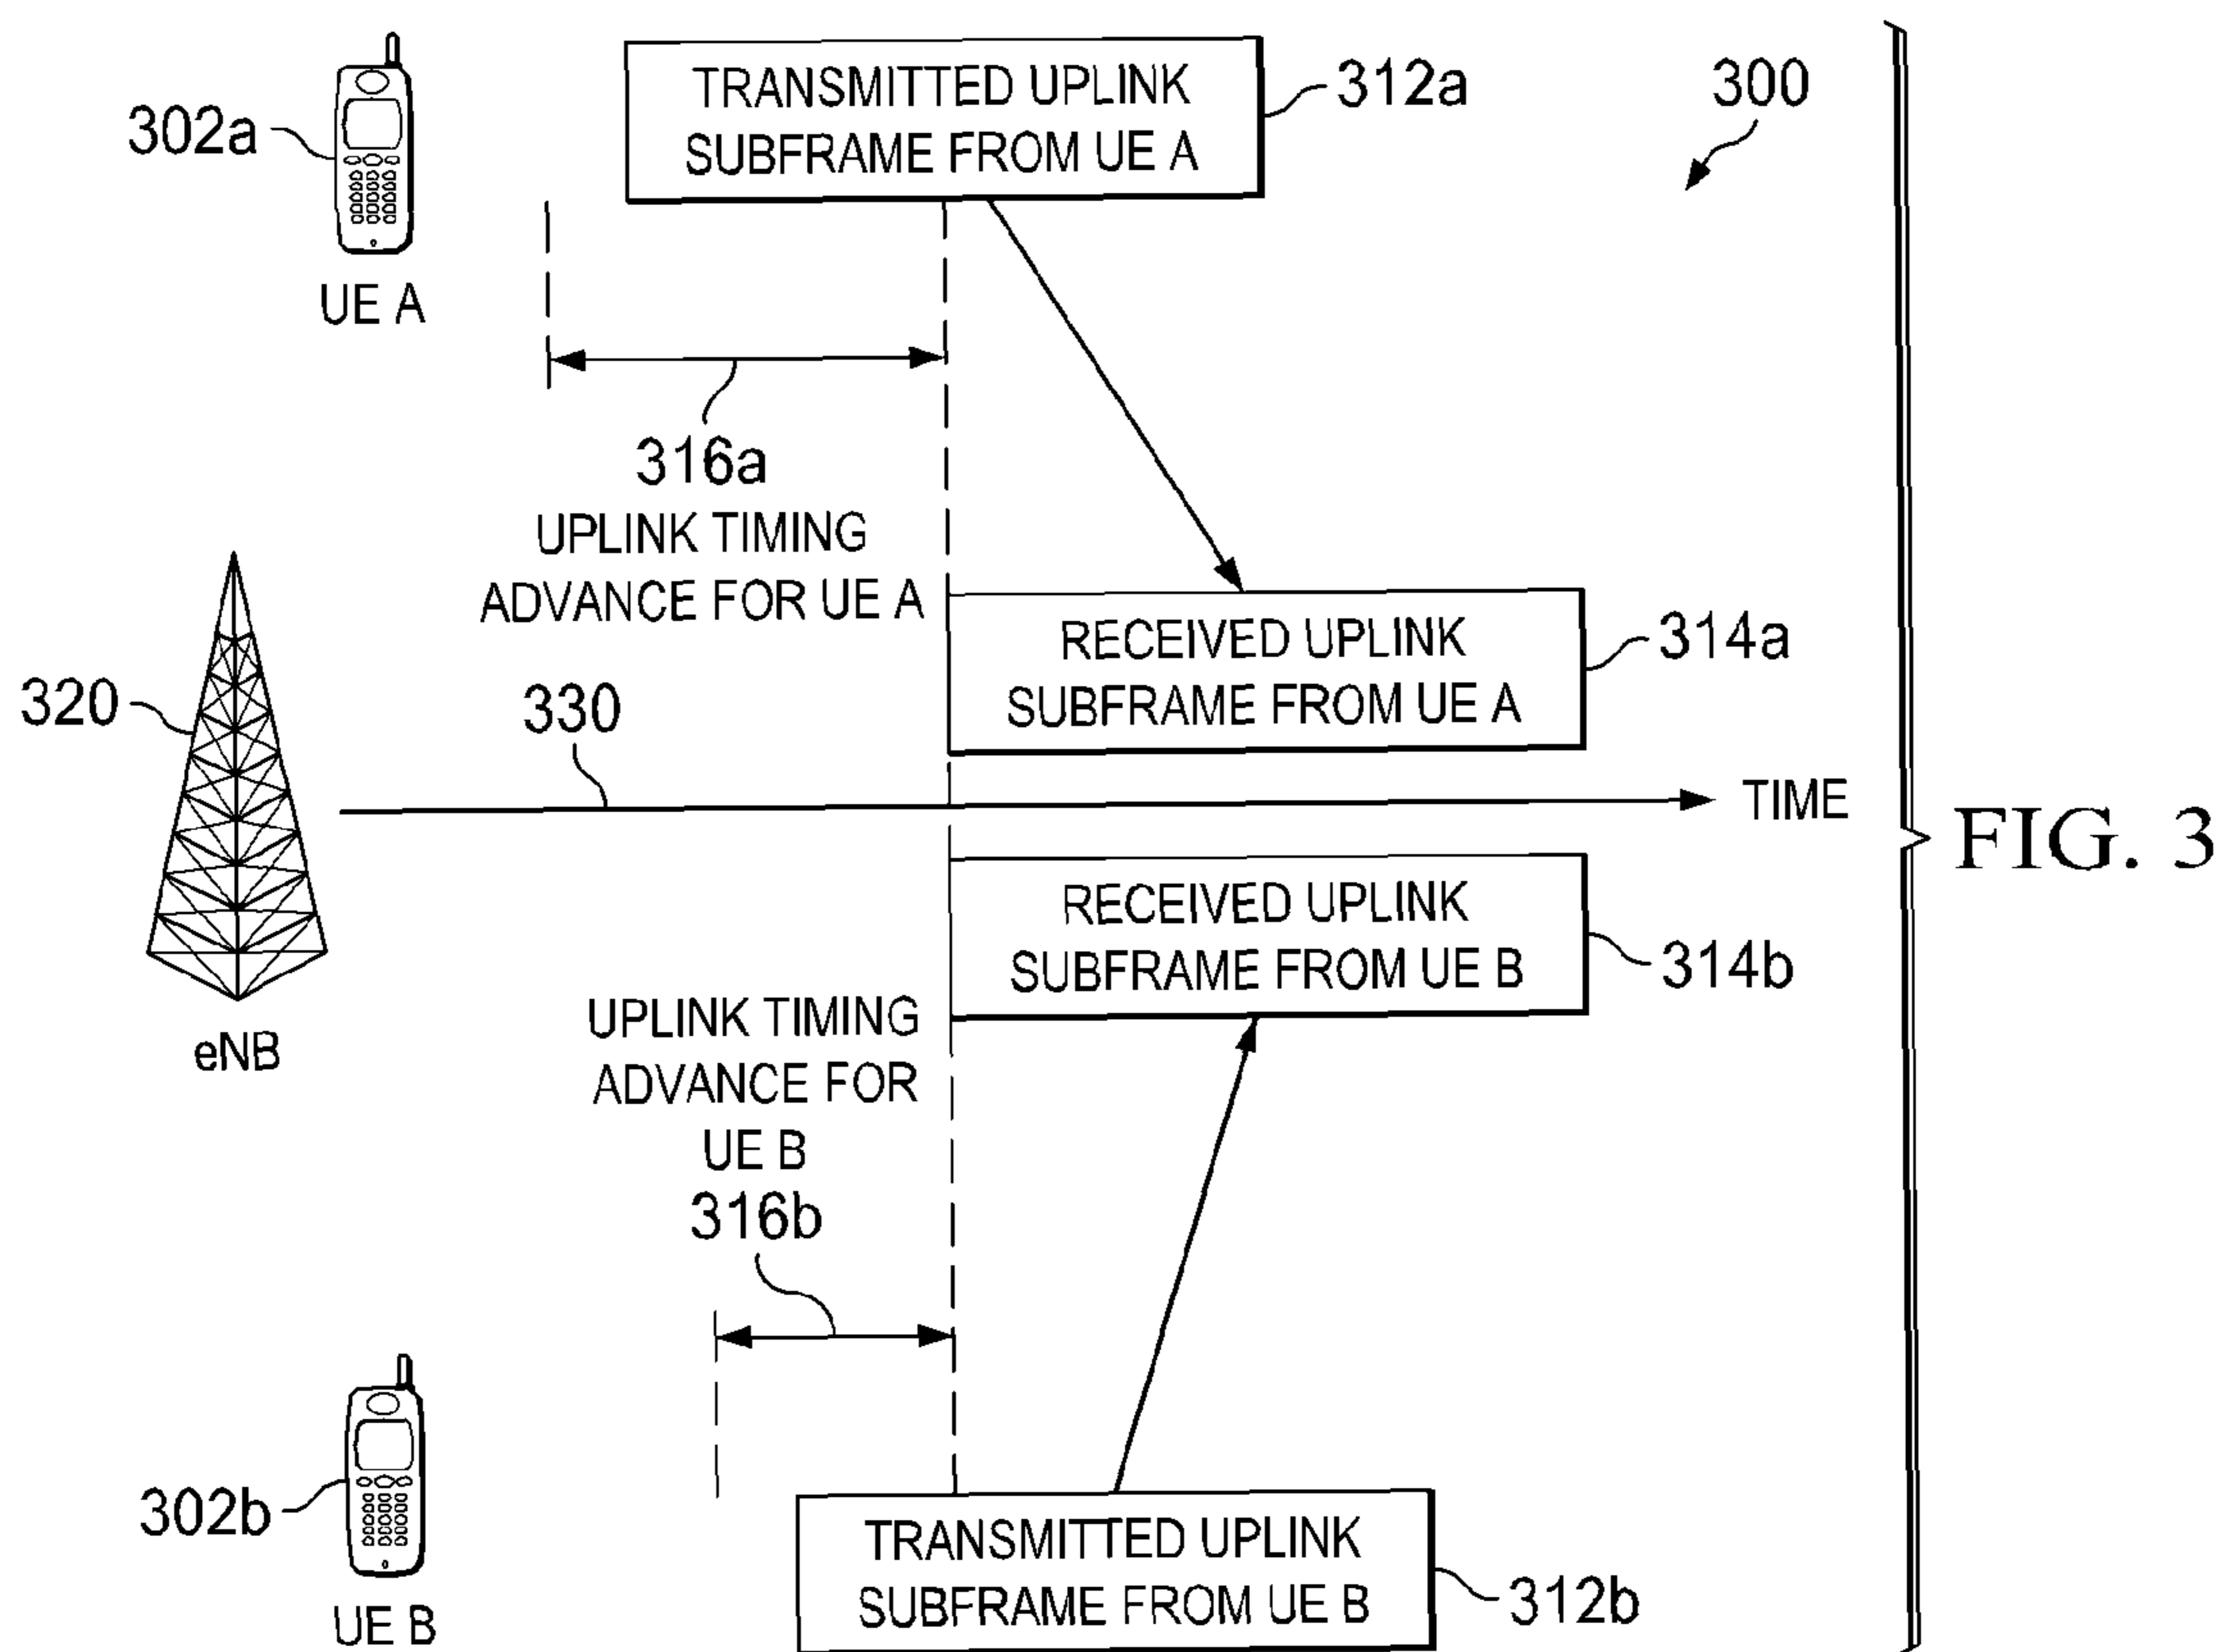 TRANSMITTED UPLINK
SUBFRAME FROM UE A
312a
300
302a
UE A
316a
UPLINK TIMING
ADVANCE FOR UE A
RECEIVED UPLINK
SUBFRAME FROM UE A
314a
320
330
TIME
FIG. 3
RECEIVED UPLINK
SUBFRAME FROM UE B
314b
eNB
UPLINK TIMING
ADVANCE FOR
UE B
316b
302b
UE B
TRANSMITTED UPLINK
SUBFRAME FROM UE B
312b